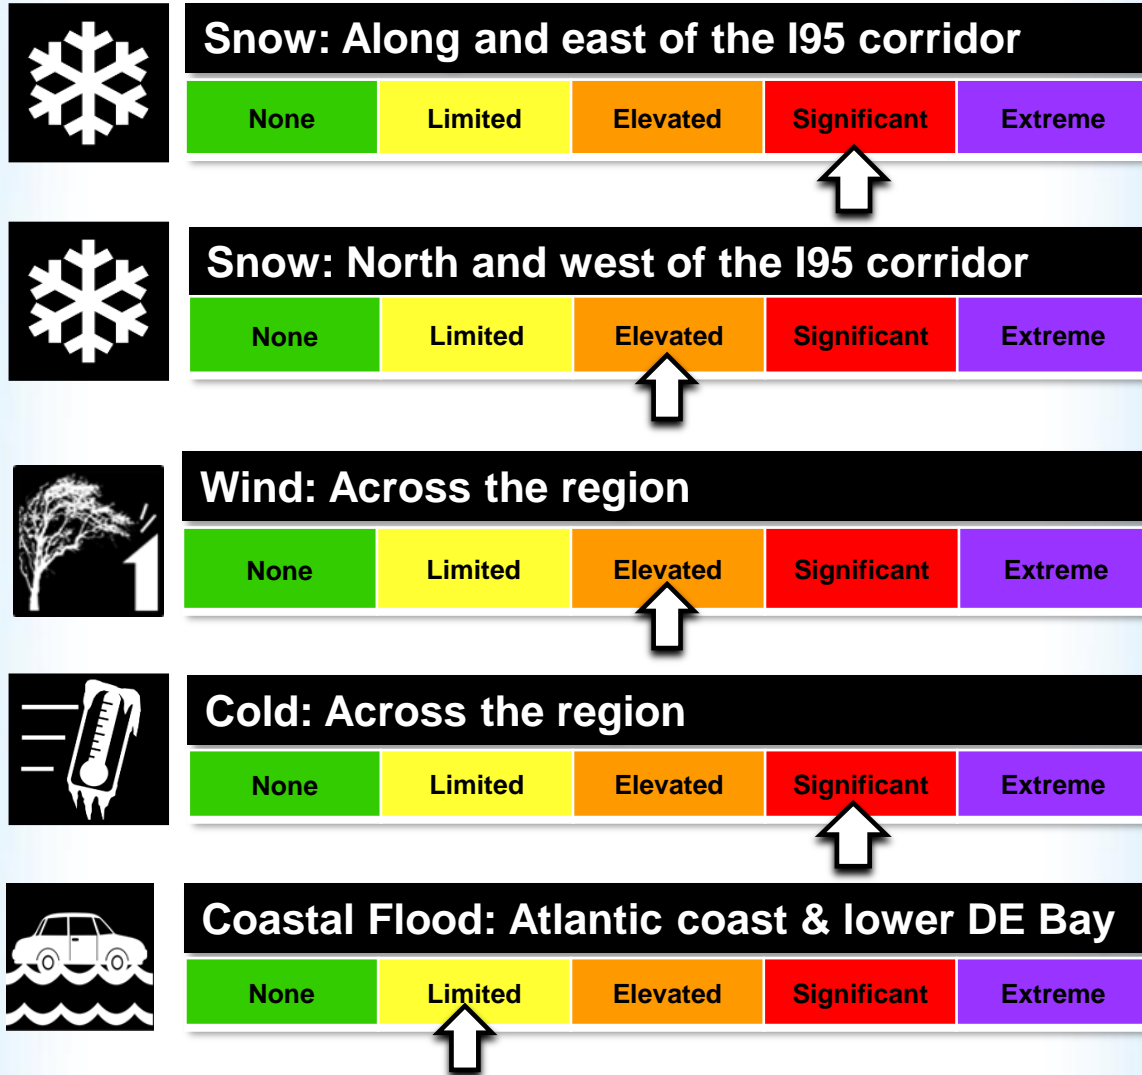 Snow: Along and east of the I95 corridor
None Limited Elevated Significant Extreme
Snow: North and west of the I95 corridor
None Limited Elevated Significant Extreme
Wind: Across the region
None Limited Elevated Significant Extreme
Cold: Across the region
None Limited Elevated Significant Extreme
Coastal Flood: Atlantic coast & lower DE Bay
None Limited Elevated Significant Extreme